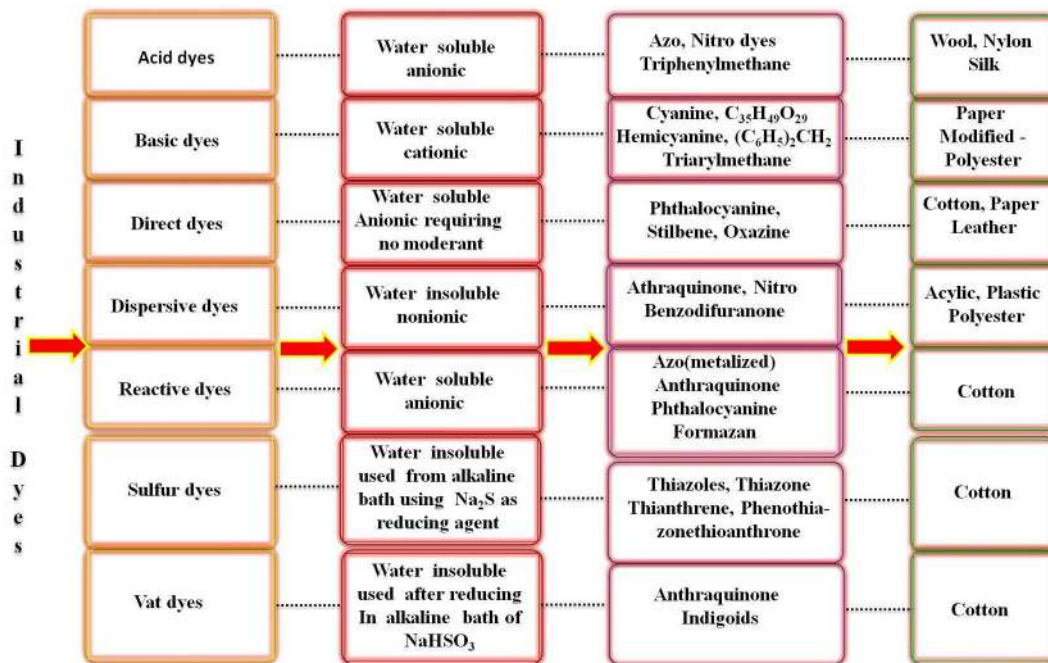 Industrial Dyes
Acid dyes
Water soluble
anionic
Azo, Nitro dyes
Triphenylmethane
Wool, Nylon
Silk
Basic dyes
Water soluble
cationic
Cyanine, C₃₅H₄₉O₂₉
Hemicyanine, (C₆H₅)₂CH₂
Triarylmethane
Paper
Modified -
Polyester
Direct dyes
Water soluble
Anionic requiring
no moderant
Phthalocyanine,
Stilbene, Oxazine
Cotton, Paper
Leather
Dispersive dyes
Water insoluble
nonionic
Athraquinone, Nitro
Benzodifuranone
Acylic, Plastic
Polyester
Reactive dyes
Water soluble
anionic
Azo(metalized)
Anthraquinone
Phthalocyanine
Formazan
Cotton
Sulfur dyes
Water insoluble
used from alkaline
bath using Na₂S as
reducing agent
Thiazoles, Thiazone
Thianthrene, Phenothia-
zonethioanthrone
Cotton
Vat dyes
Water insoluble
used after reducing
In alkaline bath of
NaHSO₃
Anthraquinone
Indigoids
Cotton